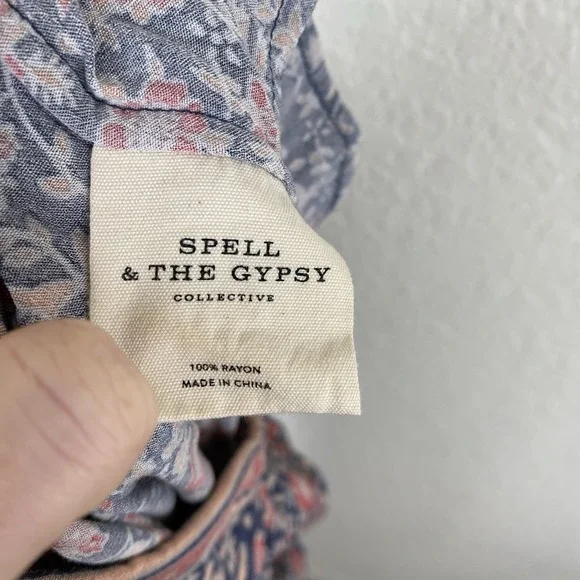 SPELL
& THE GYPSY
COLLECTIVE
100% RAYON
MADE IN CHINA